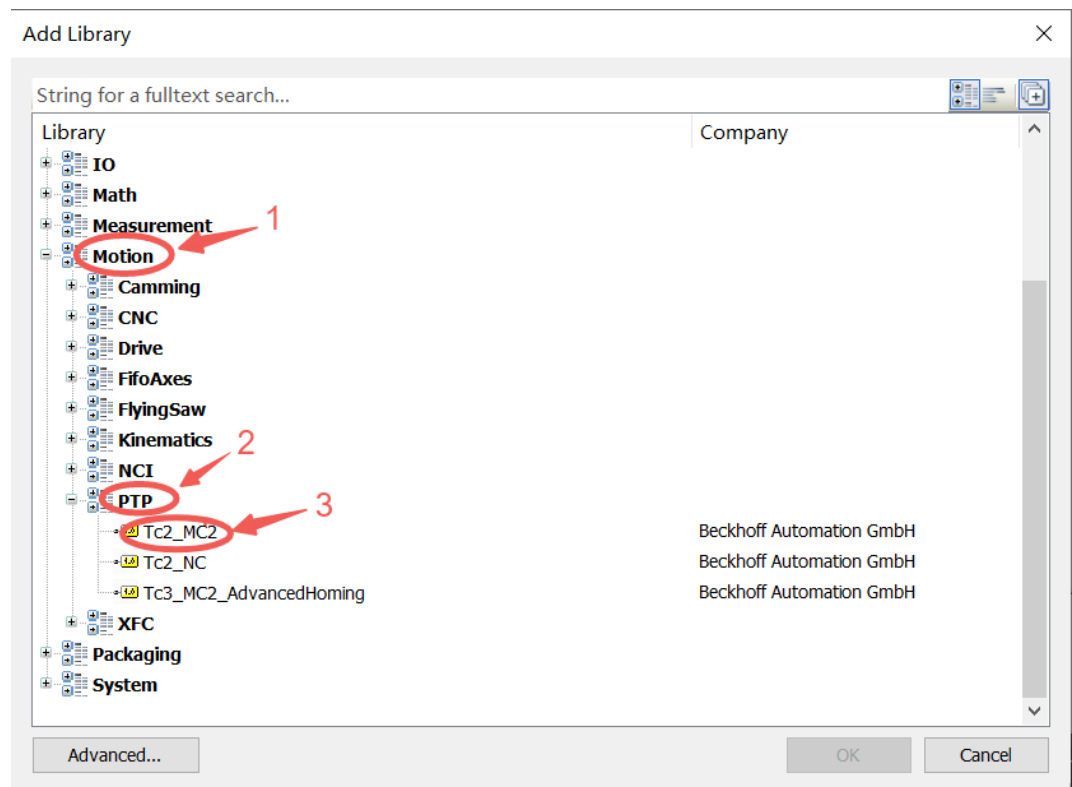 Add Library
String for a fulltext search...
Library Company
IO
Math
Measurement 1
Motion
Camming
CNC
Drive
FifoAxes
FlyingSaw
Kinematics 2
NCI
PTP 3
Tc2_MC2 Beckhoff Automation GmbH
Tc2_NC Beckhoff Automation GmbH
Tc3_MC2_AdvancedHoming Beckhoff Automation GmbH
XFC
Packaging
System
Advanced... OK Cancel